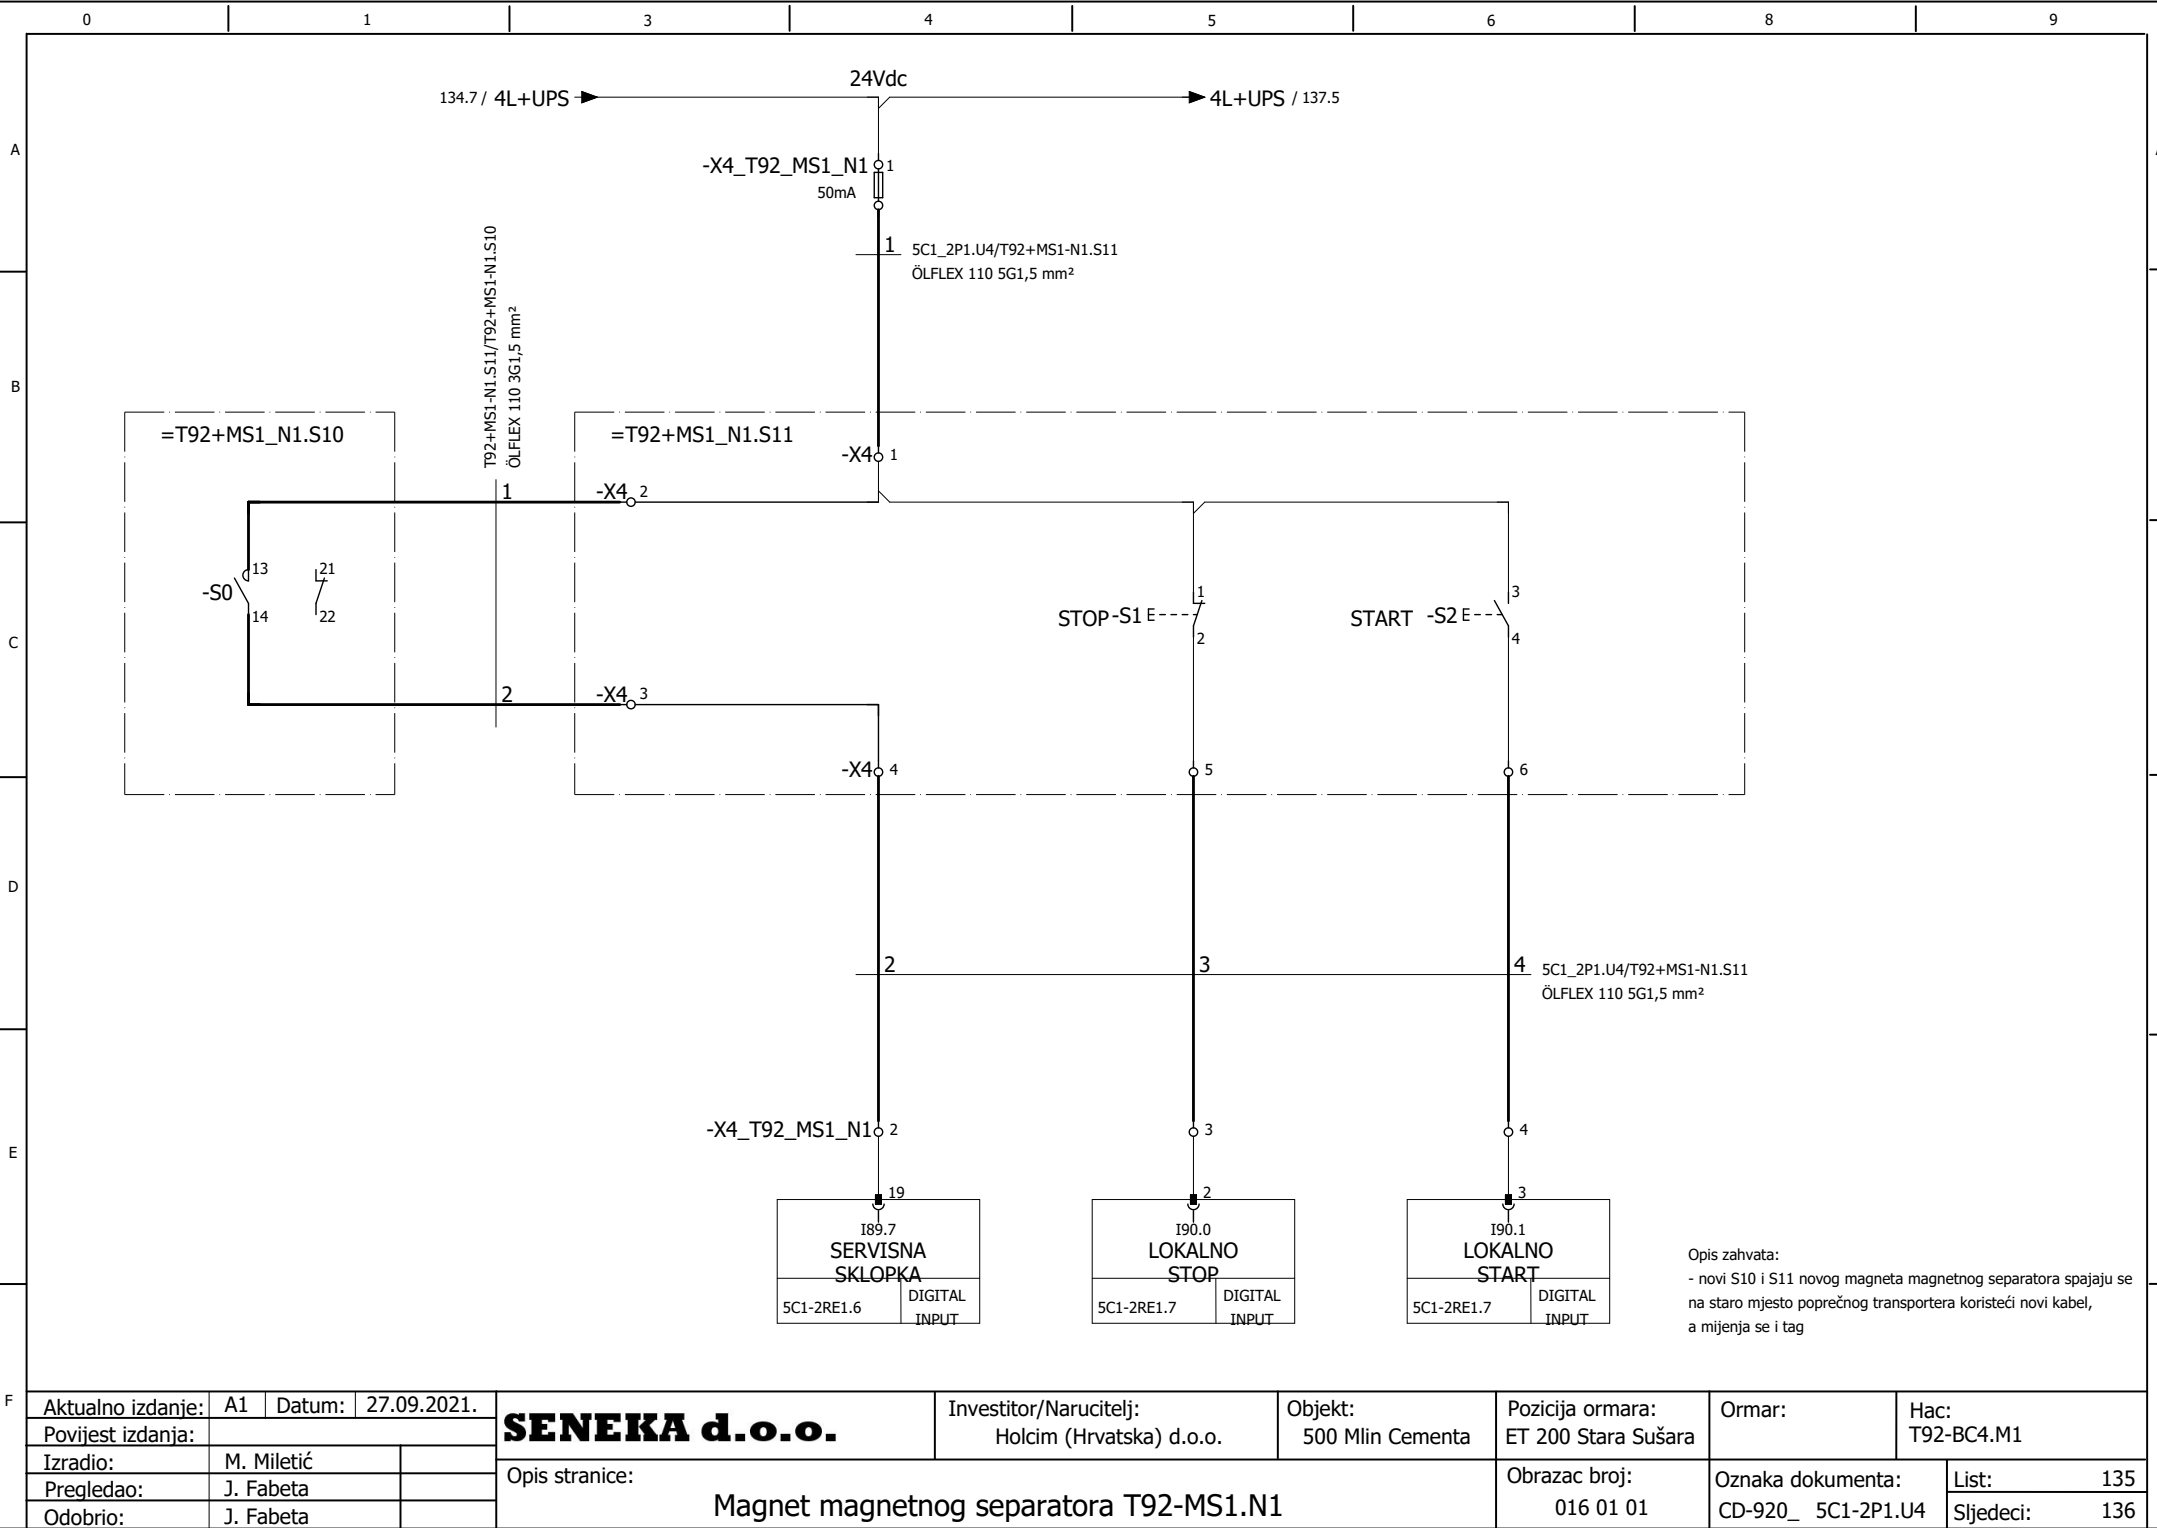 0 1 3 4 5 6 8 9
24Vdc
134.7 / 4L+UPS
4L+UPS / 137.5
A
-X4_T92_MS1_N1 1
50mA
1 5C1_2P1.U4/T92+MS1-N1.S11
ÖLFLEX 110 5G1,5 mm²
T92+MS1-N1.S11/T92+MS1-N1.S10
ÖLFLEX 110 3G1,5 mm²
B
=T92+MS1_N1.S10
=T92+MS1_N1.S11
-X4 1
1
-X4 2
-S0
13
14
21
22
C
STOP -S1
1
2
START -S2
3
4
2
-X4 3
-X4 4
5
6
D
2
3
4 5C1_2P1.U4/T92+MS1-N1.S11
ÖLFLEX 110 5G1,5 mm²
E
-X4_T92_MS1_N1 2
3
4
19
I89.7
SERVISNA
SKLOPKA
5C1-2RE1.6
DIGITAL
INPUT
2
I90.0
LOKALNO
STOP
5C1-2RE1.7
DIGITAL
INPUT
3
I90.1
LOKALNO
START
5C1-2RE1.7
DIGITAL
INPUT
Opis zahvata:
- novi S10 i S11 novog magneta magnetnog separatora spajaju se
na staro mjesto poprečnog transportera koristeći novi kabel,
a mijenja se i tag
F
Aktualno izdanje: A1 Datum: 27.09.2021.
Povijest izdanja:
Izradio: M. Miletić
Pregledao: J. Fabeta
Odobrio: J. Fabeta
SENEKA d.o.o.
Investitor/Narucitelj:
Holcim (Hrvatska) d.o.o.
Objekt:
500 Mlin Cementa
Pozicija ormara:
ET 200 Stara Sušara
Ormar:
Hac:
T92-BC4.M1
Opis stranice:
Magnet magnetnog separatora T92-MS1.N1
Obrazac broj:
016 01 01
Oznaka dokumenta:
CD-920_ 5C1-2P1.U4
List: 135
Sljedeci: 136